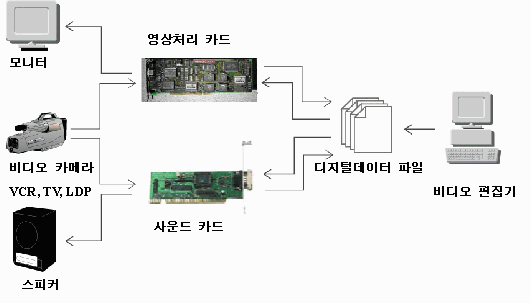 영상처리 카드
모니터
비디오 카메라
VCR, TV, LDP
디지털데이터 파일
비디오 편집기
사운드 카드
스피커